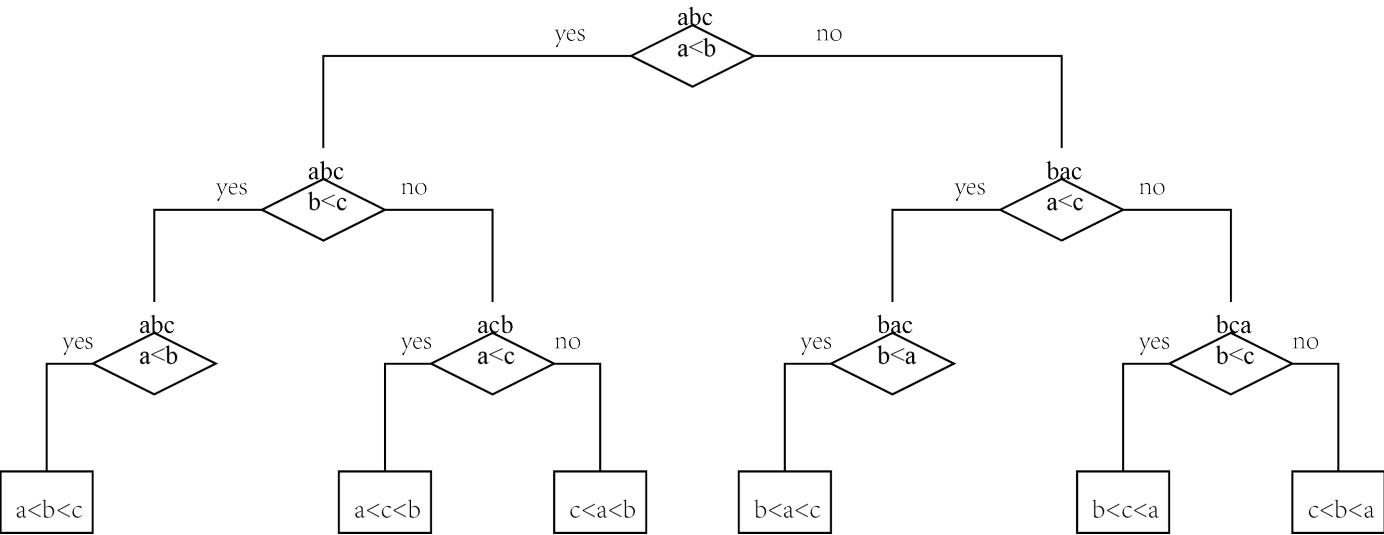 abc
yes
a<b
no
abc
yes
b<c
no
bac
yes
a<c
no
abc
yes
a<b
acb
yes
a<c
no
bac
yes
b<a
bca
yes
b<c
no
a<b<c
a<c<b
c<a<b
b<a<c
b<c<a
c<b<a